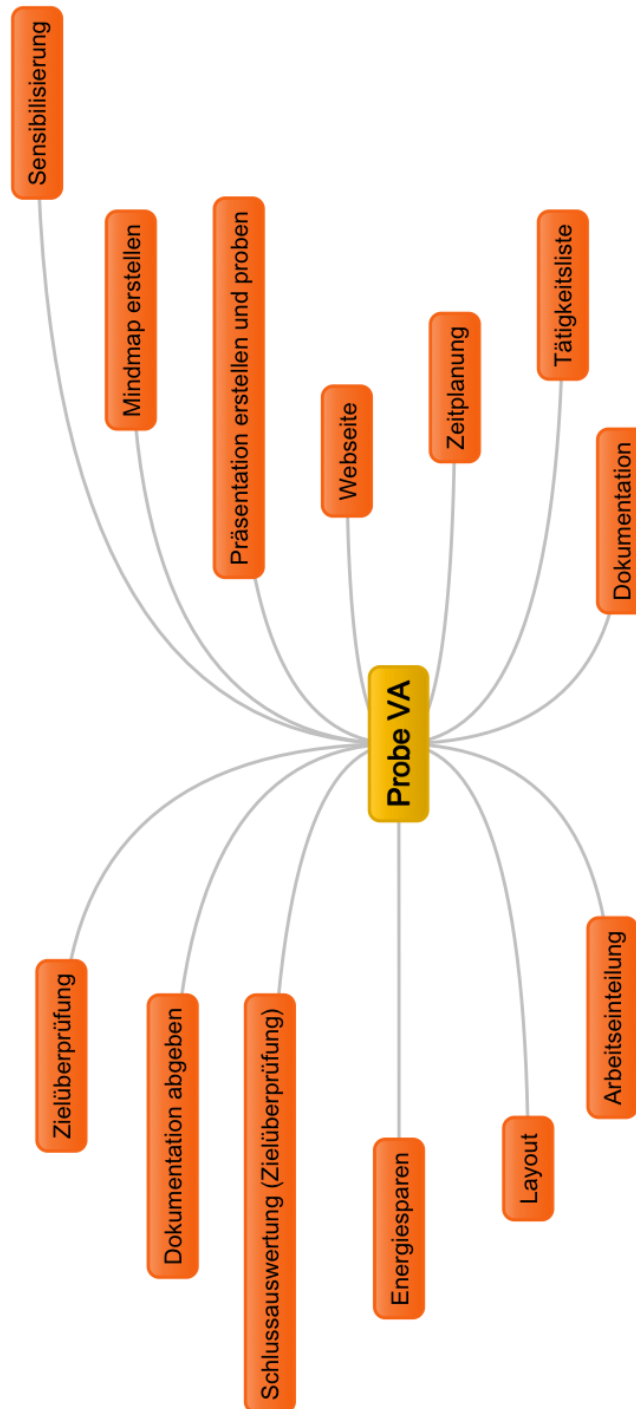 Sensibilisierung
Mindmap erstellen
Präsentation erstellen und proben
Webseite
Zeitplanung
Tätigkeitsliste
Dokumentation
Probe VA
Zielüberprüfung
Dokumentation abgeben
Schlussauswertung (Zielüberprüfung)
Energiesparen
Layout
Arbeitseinteilung